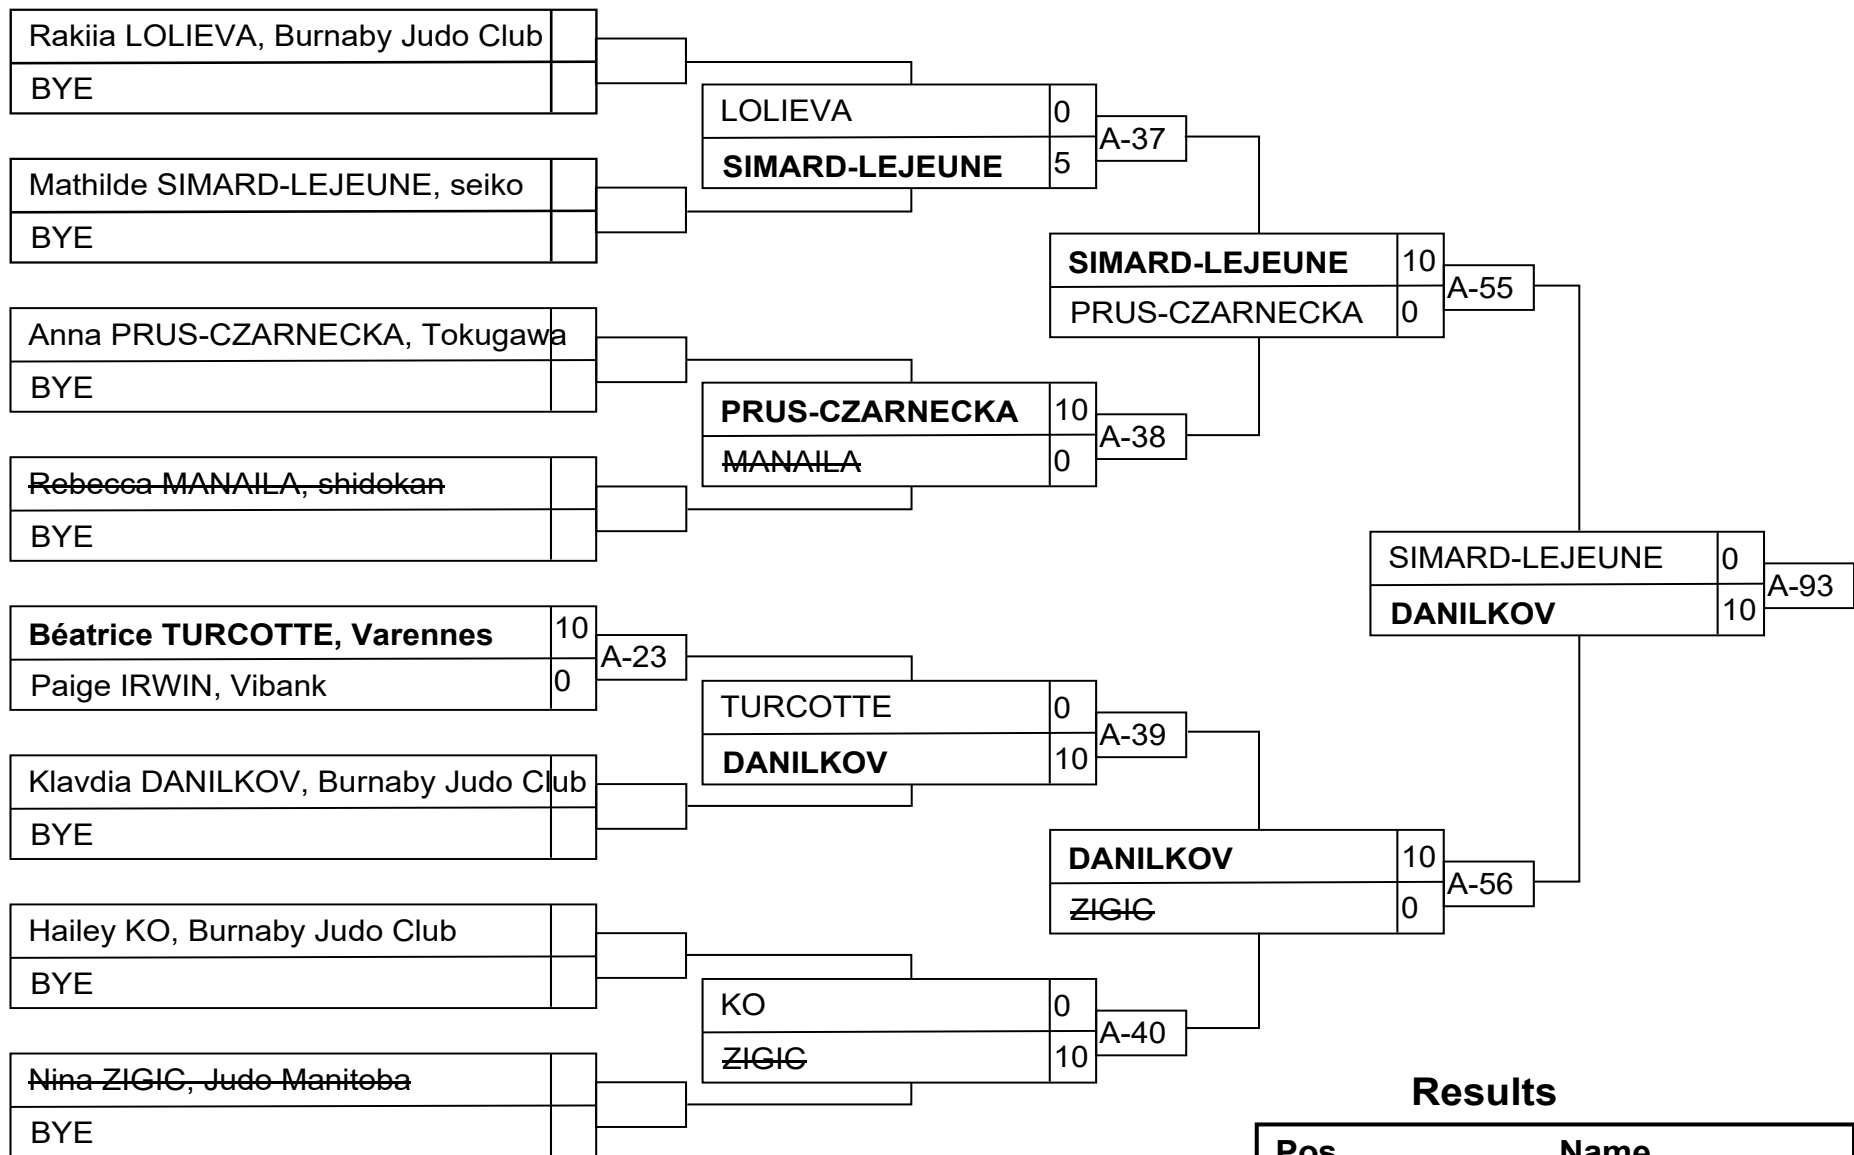 Rakiia LOLIEVA, Burnaby Judo Club
BYE
Mathilde SIMARD-LEJEUNE, seiko
BYE
Anna PRUS-CZARNECKA, Tokugawa
BYE
Rebecca MANAILA, shidokan
BYE
Béatrice TURCOTTE, Varennes 10
Paige IRWIN, Vibank 0
A-23
Klavdia DANILKOV, Burnaby Judo Club
BYE
Hailey KO, Burnaby Judo Club
BYE
Nina ZIGIC, Judo Manitoba
BYE
LOLIEVA 0
SIMARD-LEJEUNE 5
A-37
PRUS-CZARNECKA 10
MANAILA 0
A-38
TURCOTTE 0
DANILKOV 10
A-39
KO 0
ZIGIC 10
A-40
SIMARD-LEJEUNE 10
PRUS-CZARNECKA 0
A-55
DANILKOV 10
ZIGIC 0
A-56
SIMARD-LEJEUNE 0
DANILKOV 10
A-93
Results
Pos Name